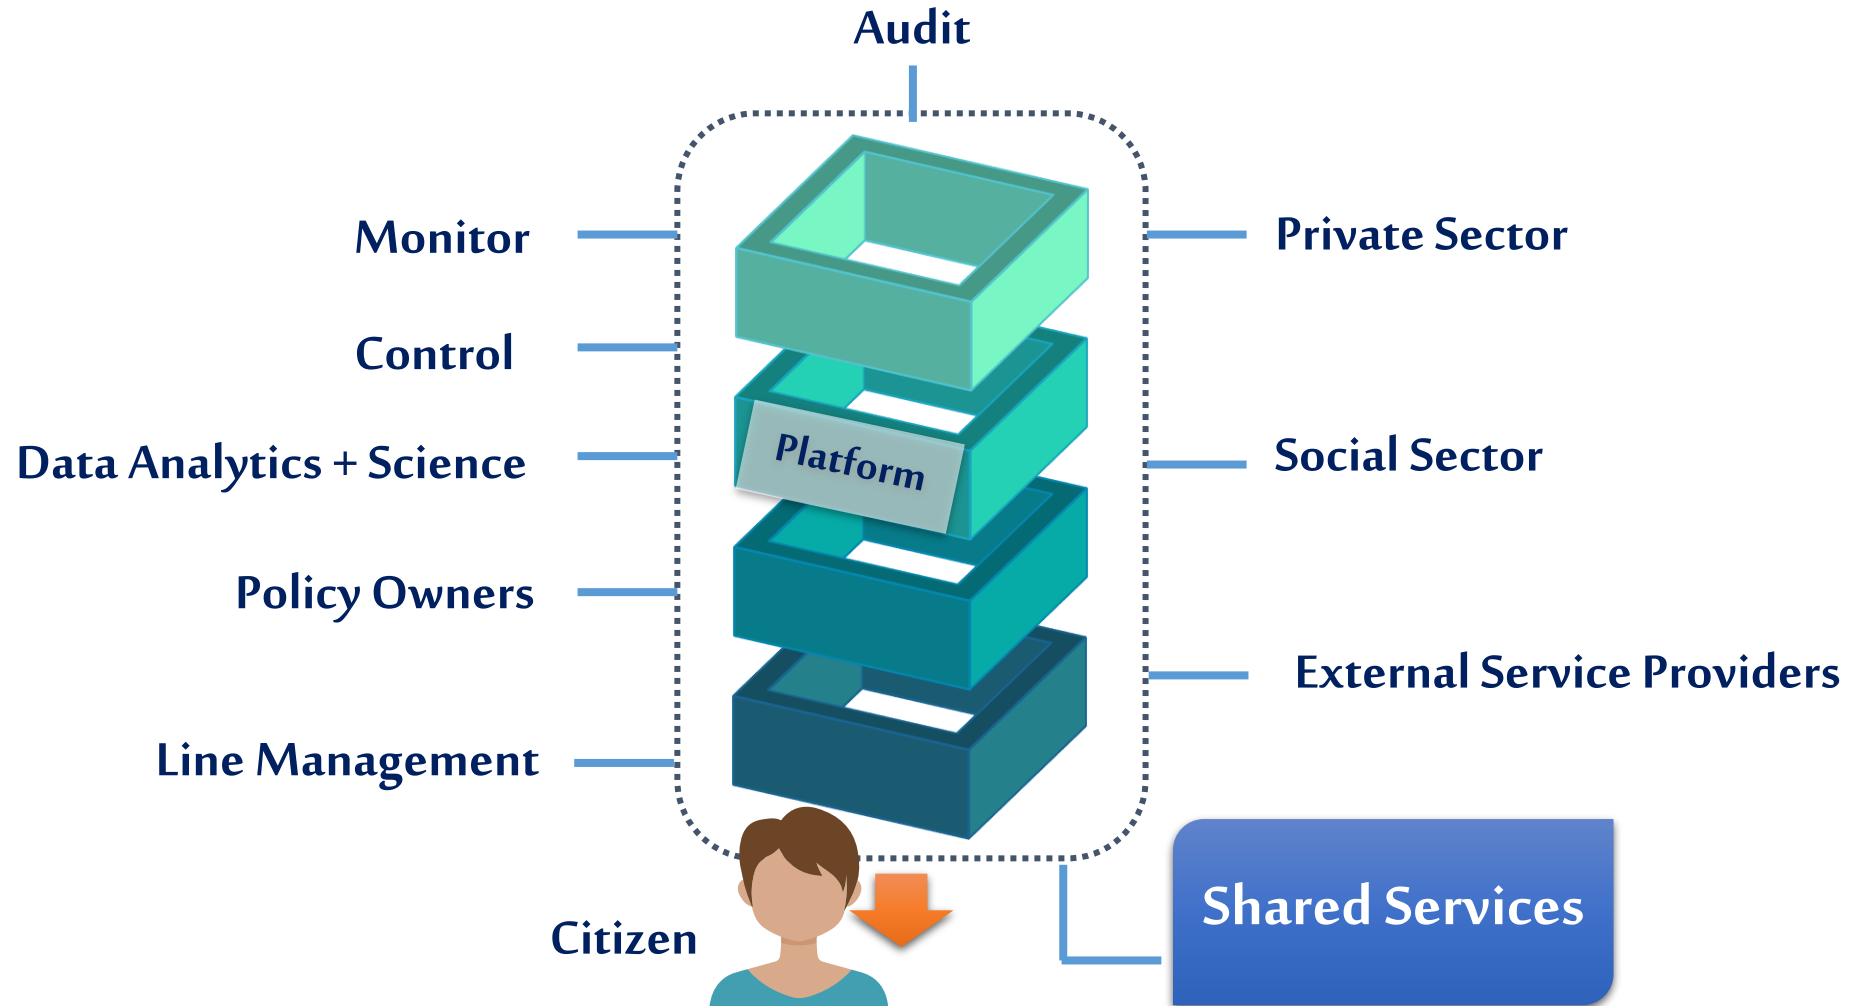 Audit
Monitor
Private Sector
Control
Data Analytics + Science
Platform
Social Sector
Policy Owners
External Service Providers
Line Management
Shared Services
Citizen